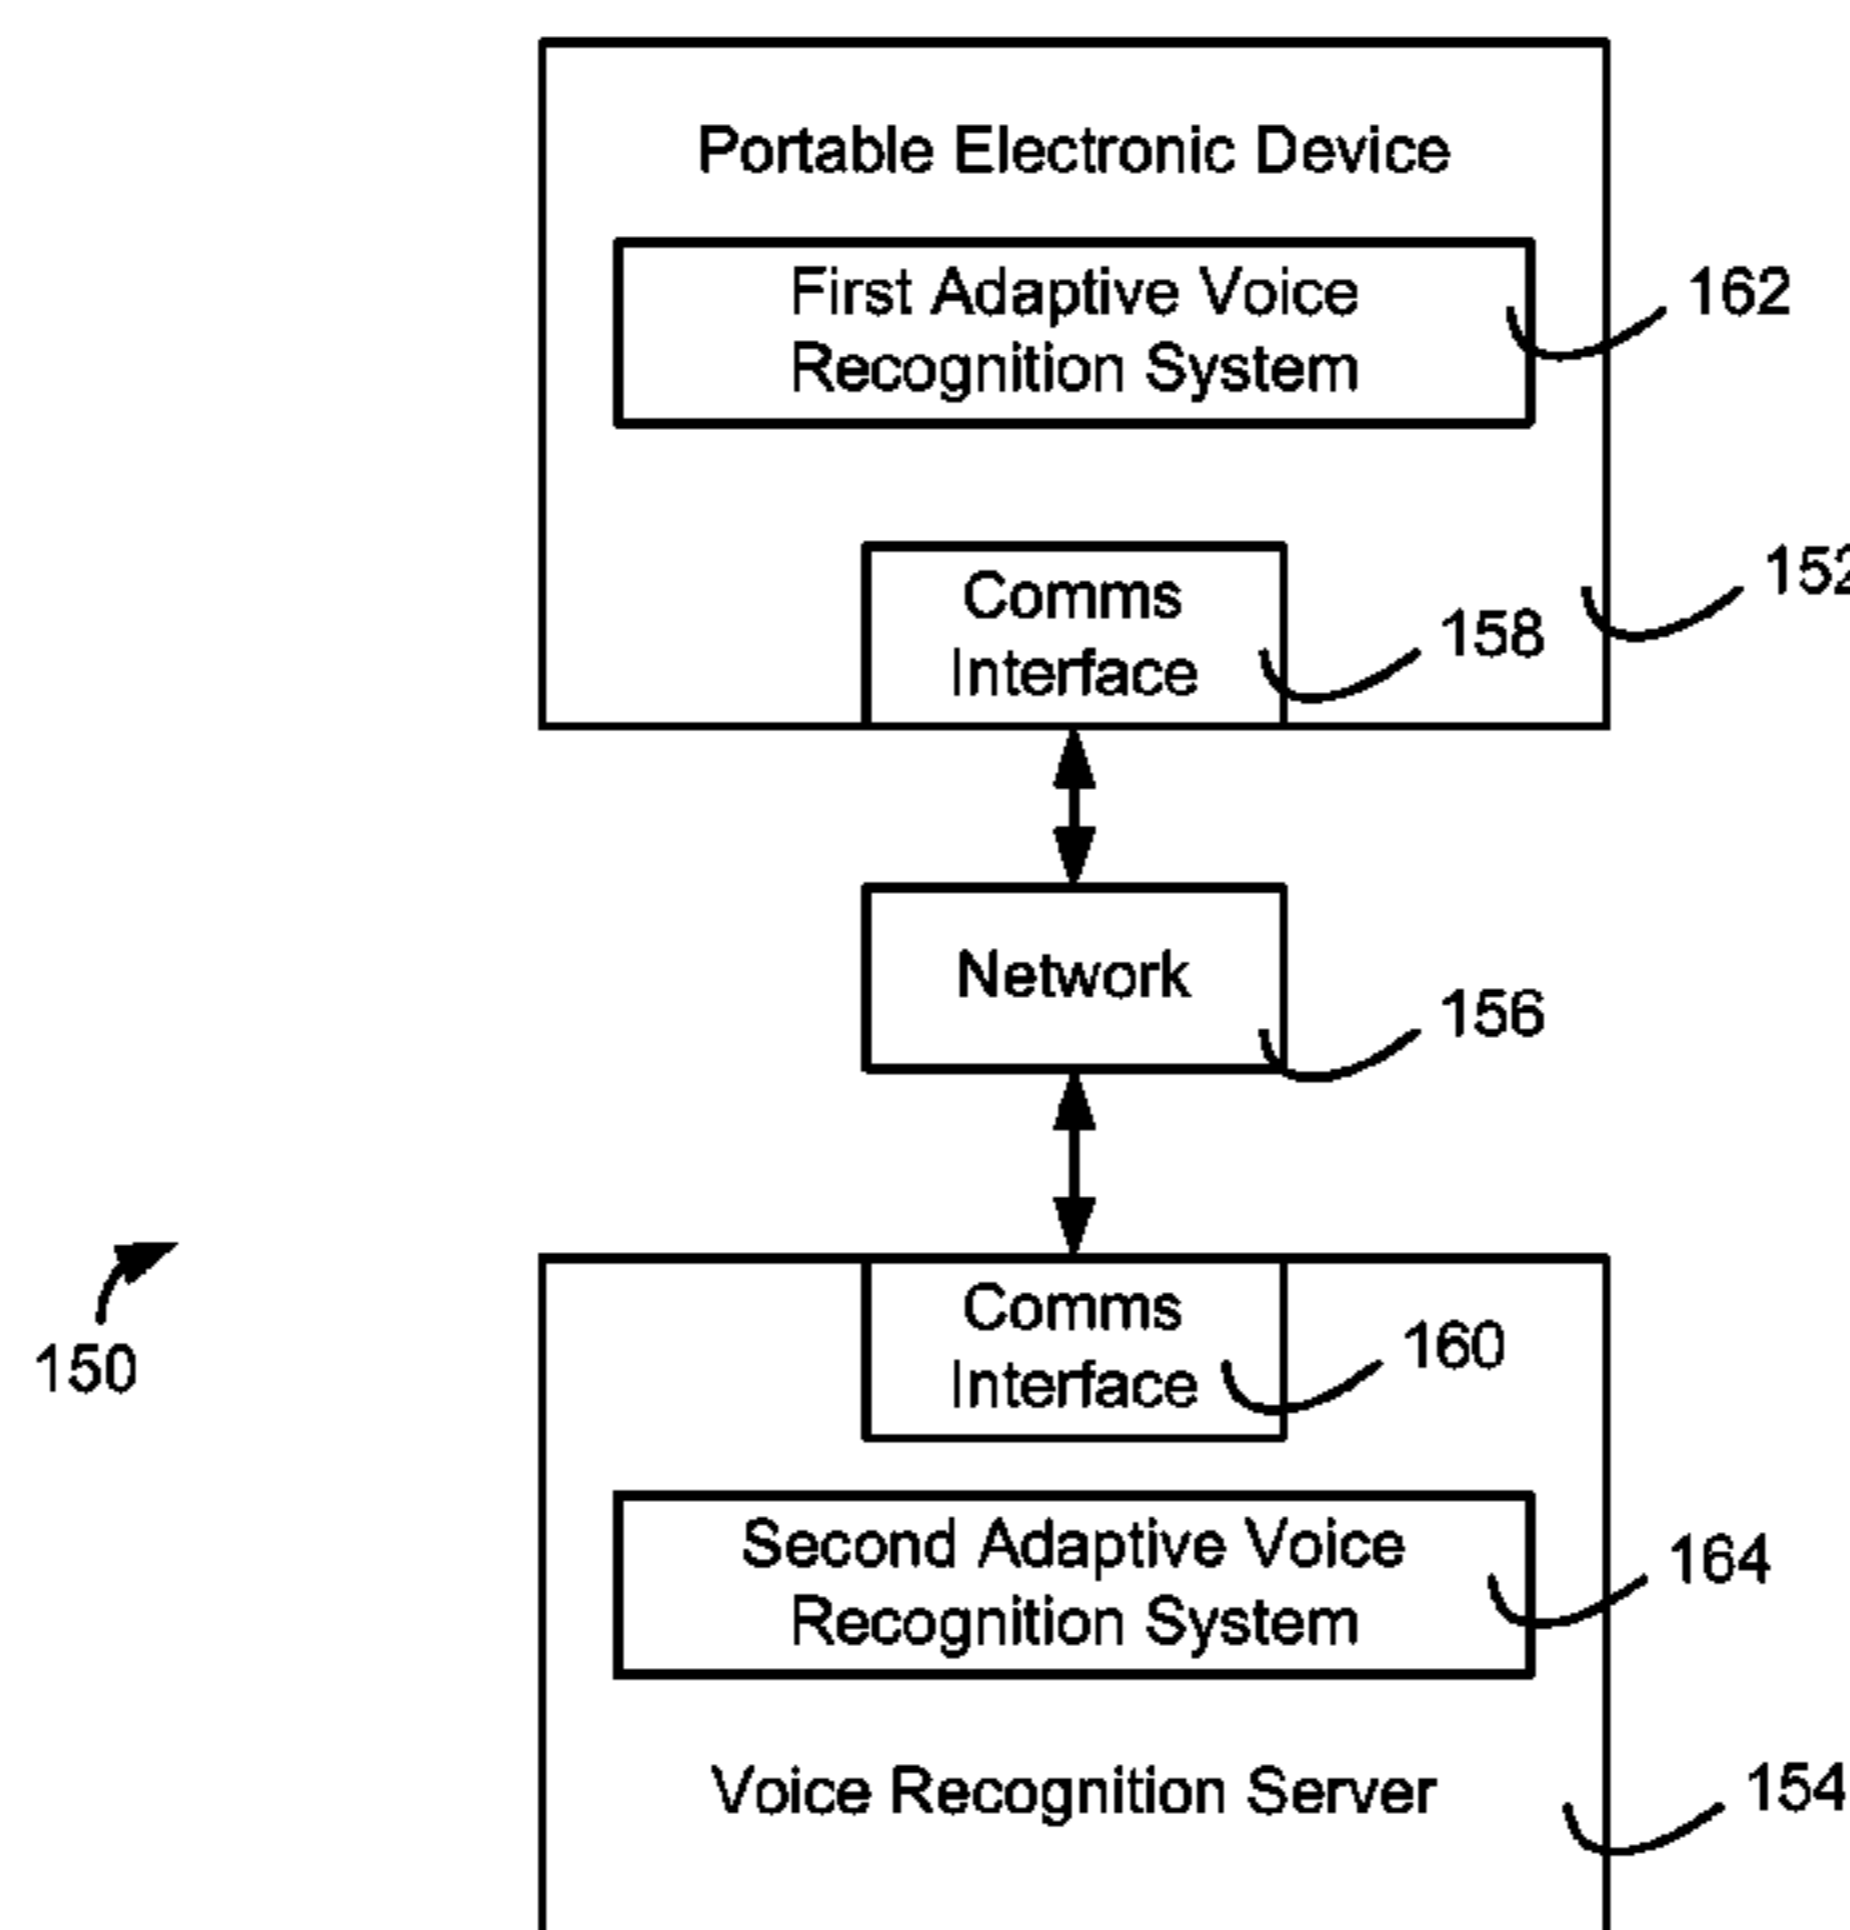 Portable Electronic Device
First Adaptive Voice
Recognition System
162
152
Comms
Interface
158
Network
156
150
Comms
Interface
160
Second Adaptive Voice
Recognition System
164
Voice Recognition Server
154